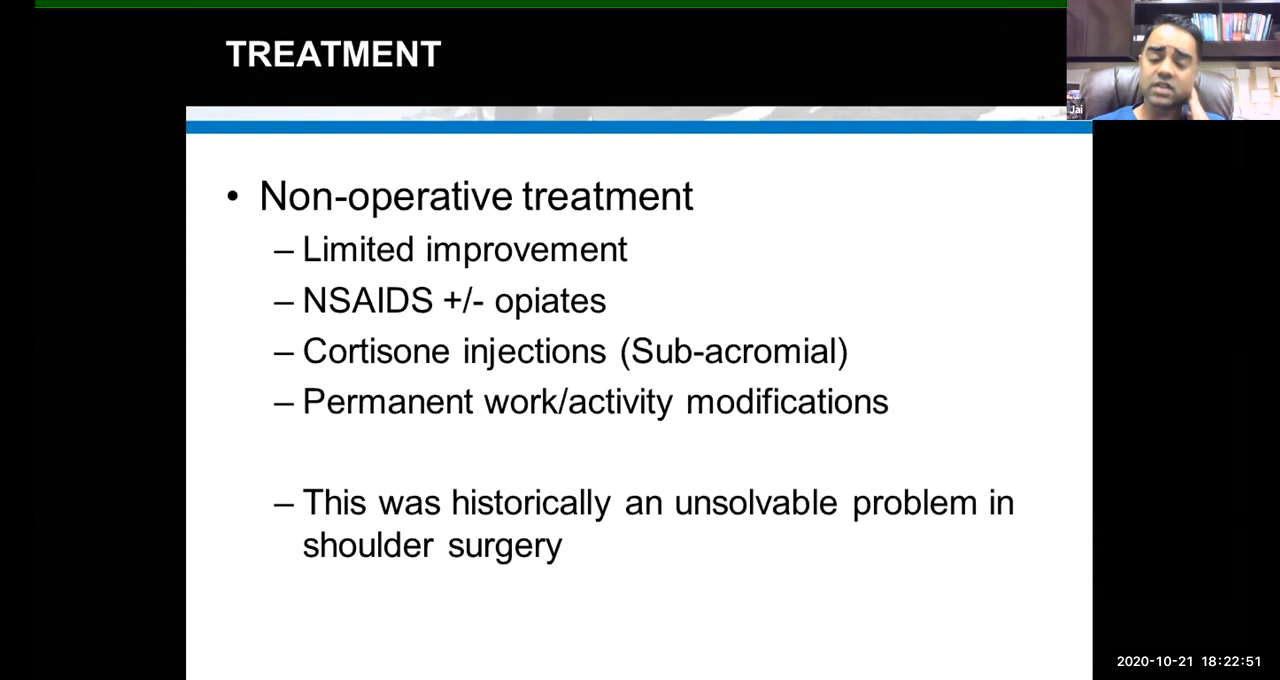 TREATMENT
Jai
• Non-operative treatment
– Limited improvement
– NSAIDS +/- opiates
– Cortisone injections (Sub-acromial)
– Permanent work/activity modifications
– This was historically an unsolvable problem in
shoulder surgery
2020-10-21 18:22:51